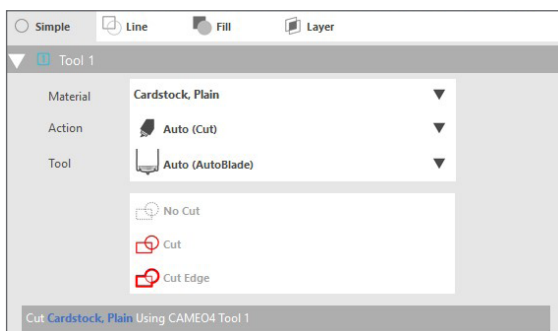 Simple Line Fill Layer
1 Tool 1
Material Cardstock, Plain
Action Auto (Cut)
Tool Auto (AutoBlade)
No Cut
Cut
Cut Edge
Cut Cardstock, Plain Using CAMEO4 Tool 1